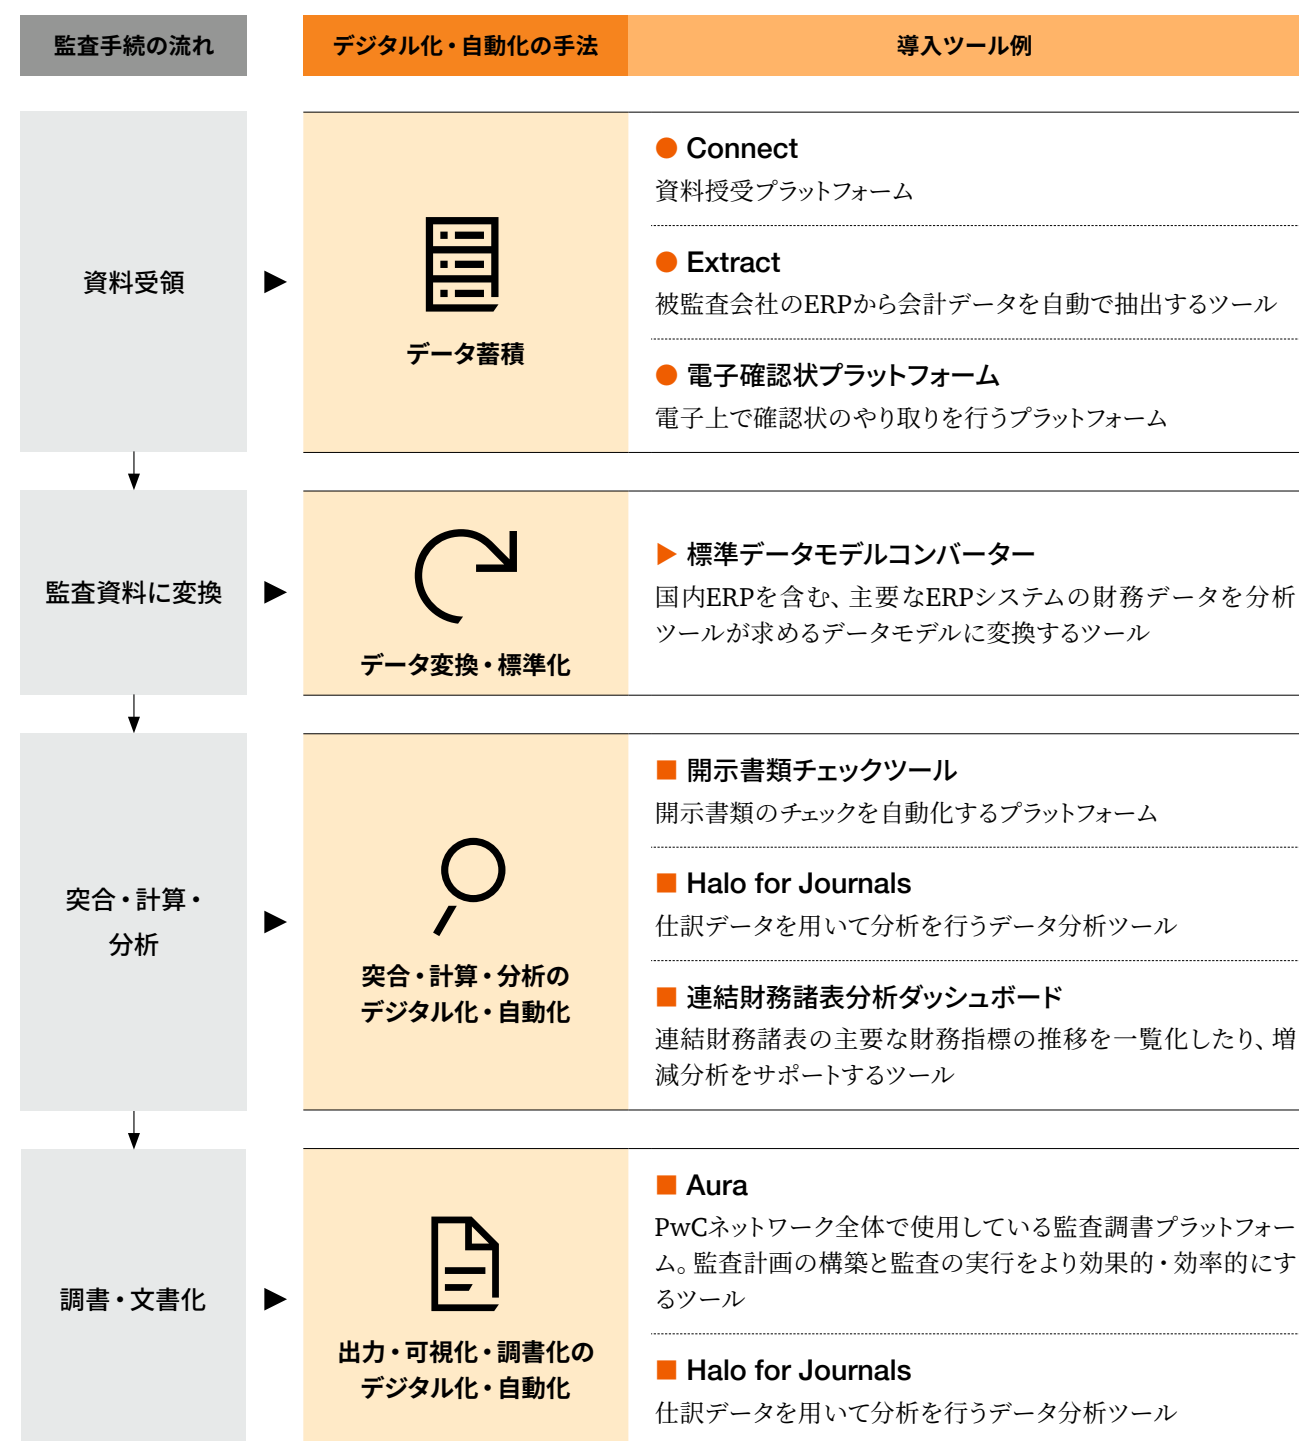 監査手続の流れ
デジタル化・自動化の手法
導入ツール例
資料受領
データ蓄積
● Connect
資料授受プラットフォーム
● Extract
被監査会社のERPから会計データを自動で抽出するツール
● 電子確認状プラットフォーム
電子上で確認状のやり取りを行うプラットフォーム
監査資料に変換
データ変換・標準化
▶ 標準データモデルコンバーター
国内ERPを含む、主要なERPシステムの財務データを分析
ツールが求めるデータモデルに変換するツール
突合・計算・
分析
突合・計算・分析の
デジタル化・自動化
■ 開示書類チェックツール
開示書類のチェックを自動化するプラットフォーム
■ Halo for Journals
仕訳データを用いて分析を行うデータ分析ツール
■ 連結財務諸表分析ダッシュボード
連結財務諸表の主要な財務指標の推移を一覧化したり、増
減分析をサポートするツール
調書・文書化
出力・可視化・調書化の
デジタル化・自動化
■ Aura
PwCネットワーク全体で使用している監査調書プラットフォー
ム。監査計画の構築と監査の実行をより効果的・効率的にす
るツール
■ Halo for Journals
仕訳データを用いて分析を行うデータ分析ツール